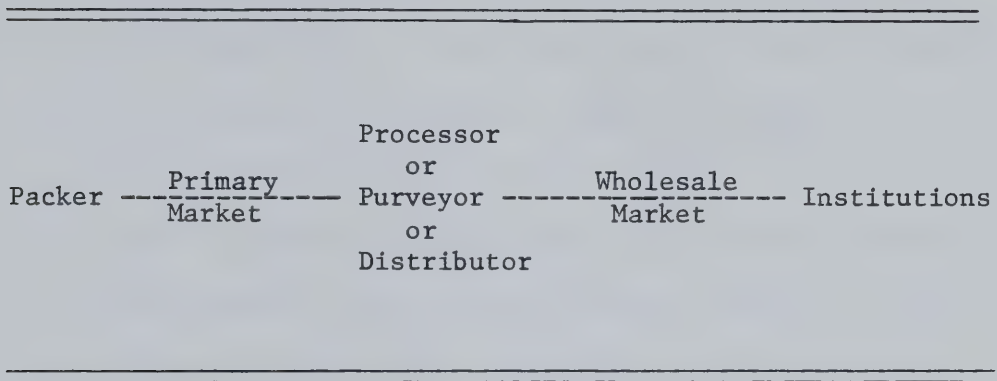 Processor
or
Packer ---Primary Market--- Purveyor ---Wholesale Market--- Institutions
or
Distributor